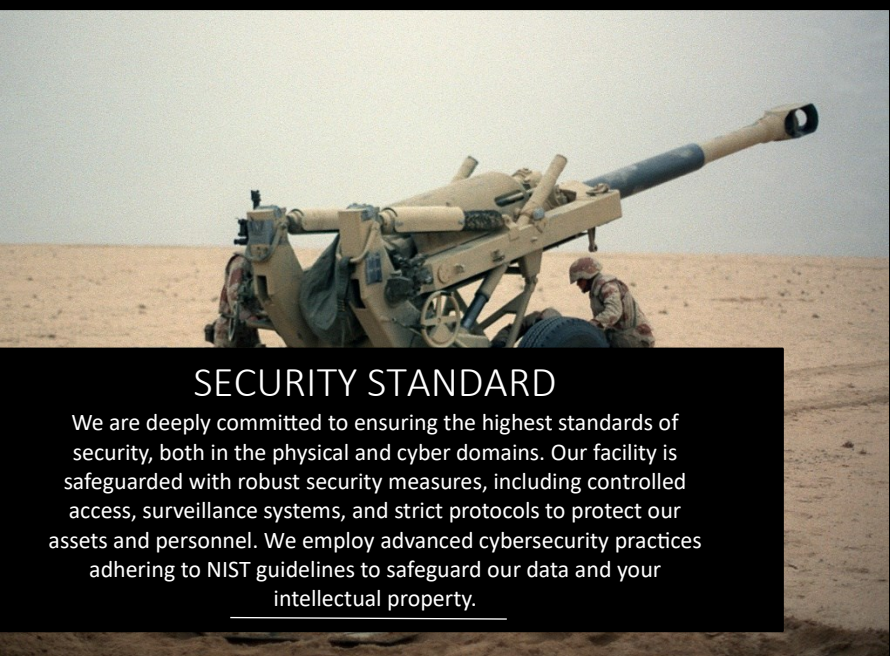 SECURITY STANDARD
We are deeply committed to ensuring the highest standards of
security, both in the physical and cyber domains. Our facility is
safeguarded with robust security measures, including controlled
access, surveillance systems, and strict protocols to protect our
assets and personnel. We employ advanced cybersecurity practices
adhering to NIST guidelines to safeguard our data and your
intellectual property.